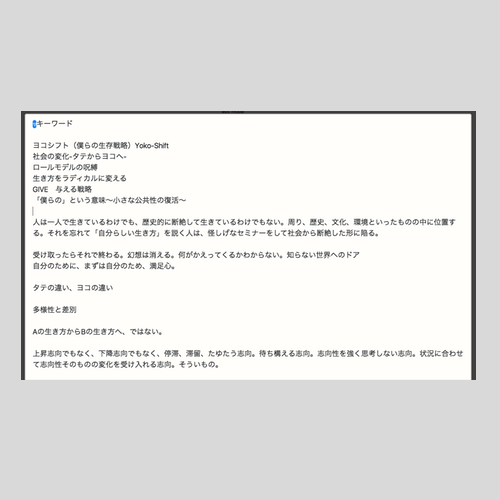 キーワード
ヨコシフト（僕らの生存戦略）Yoko-Shift
社会の変化-タテからヨコへ-
ロールモデルの呪縛
生き方をラディカルに変える
GIVE　与える戦略
「僕らの」という意味〜小さな公共性の復活〜
人は一人で生きているわけでも、歴史的に断絶して生きているわけでもない。周り、歴史、文化、環境といったものの中に位置す
る。それを忘れて「自分らしい生き方」を説く人は、怪しげなセミナーをして社会から断絶した形に陥る。
受け取ったらそれで終わる。幻想は消える。何がかえってくるかわからない。知らない世界へのドア
自分のために、まずは自分のため、満足心。
タテの違い、ヨコの違い
多様性と差別
Aの生き方からBの生き方へ、ではない。
上昇志向でもなく、下降志向でもなく、停滞、滞留、たゆたう志向。待ち構える志向。志向性を強く思考しない志向。状況に合わせ
て志向性そのものの変化を受け入れる志向。そういもの。